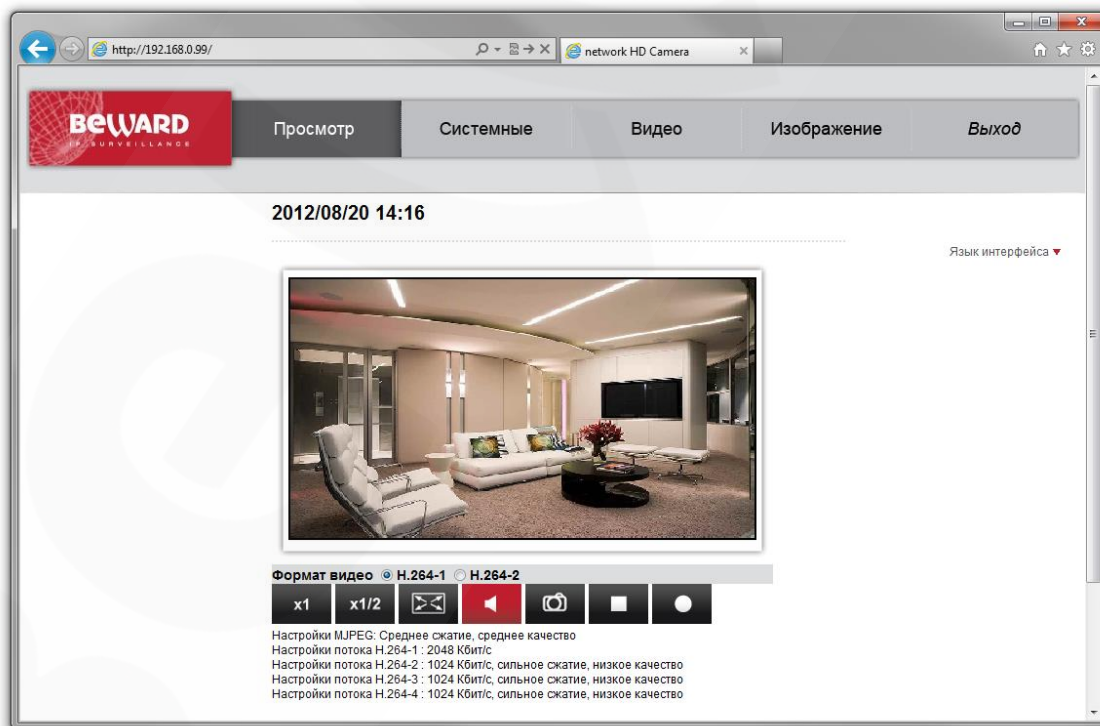 http://192.168.0.99/
network HD Camera
BEWARD
IP SURVEILLANCE
Просмотр
Системные
Видео
Изображение
Выход
2012/08/20 14:16
Язык интерфейса
Формат видео H.264-1 H.264-2
x1 x1/2
Настройки MJPEG: Среднее сжатие, среднее качество
Настройки потока H.264-1 : 2048 Кбит/с
Настройки потока H.264-2 : 1024 Кбит/с, сильное сжатие, низкое качество
Настройки потока H.264-3 : 1024 Кбит/с, сильное сжатие, низкое качество
Настройки потока H.264-4 : 1024 Кбит/с, сильное сжатие, низкое качество